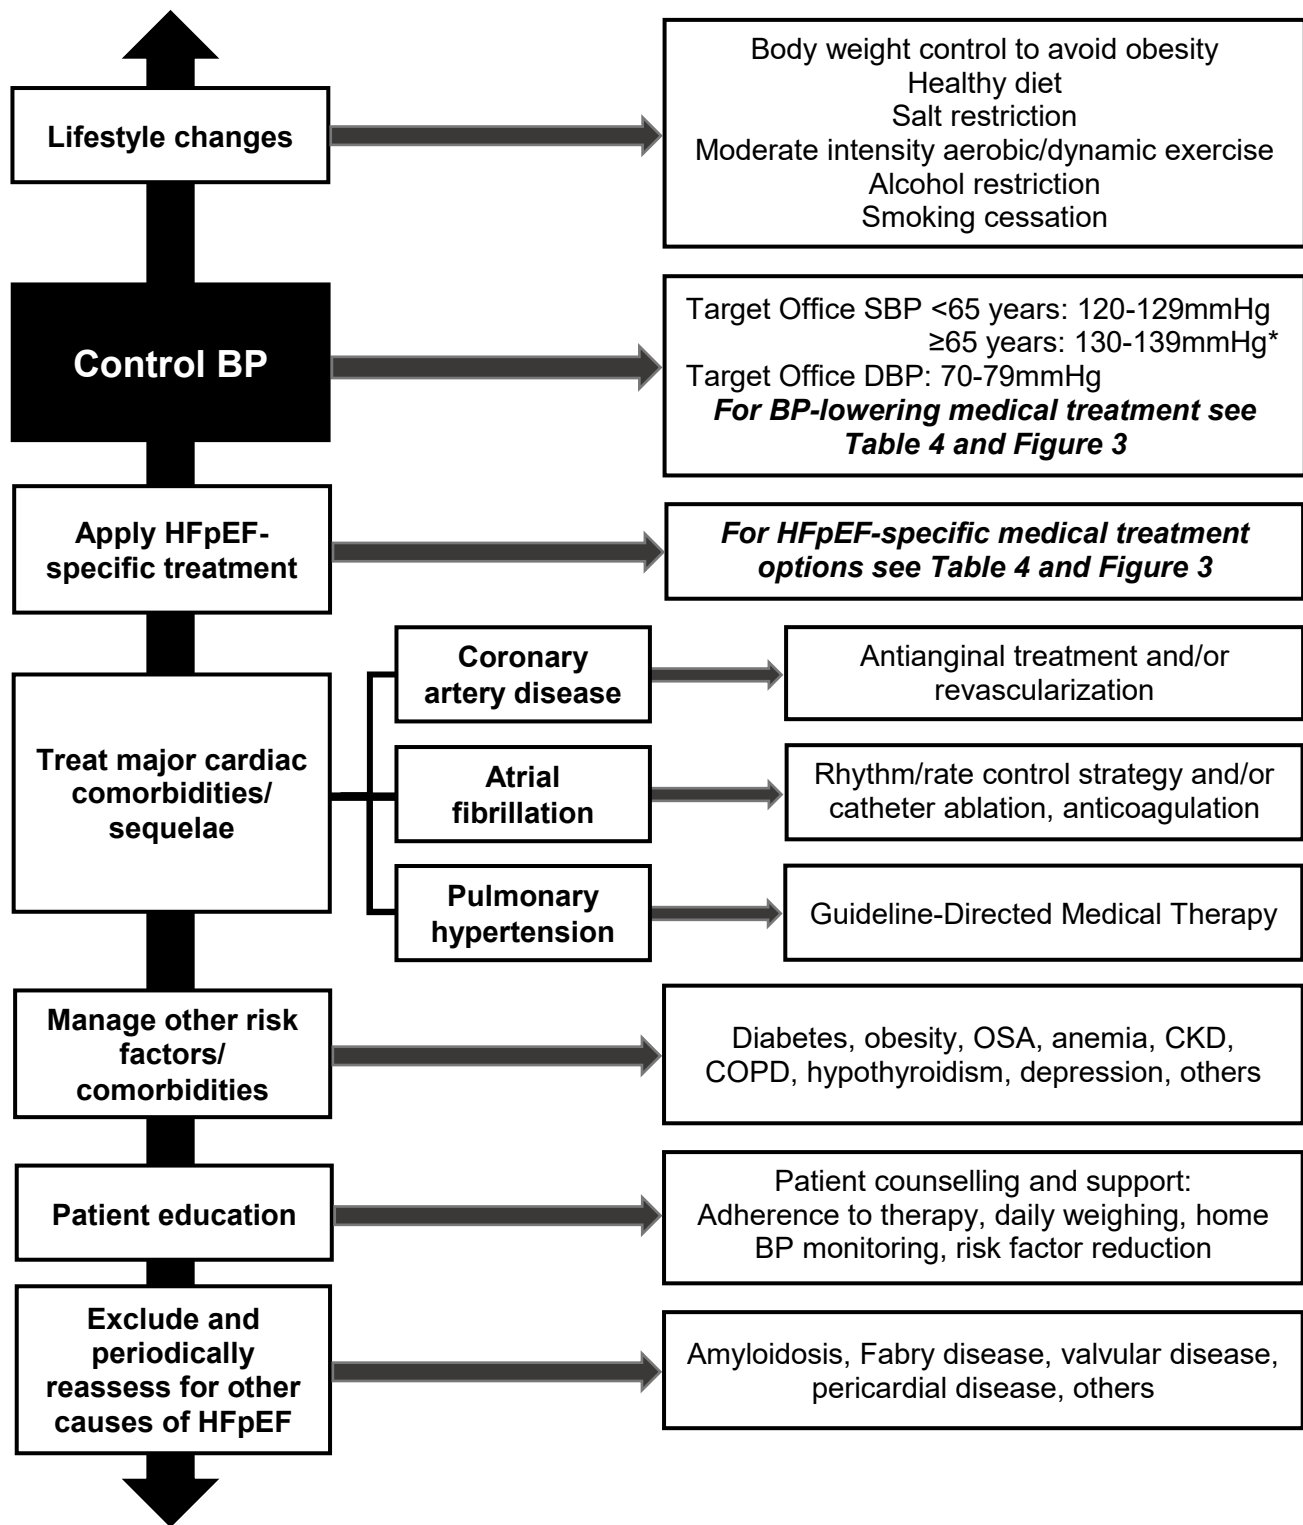 Lifestyle changes
Body weight control to avoid obesity
Healthy diet
Salt restriction
Moderate intensity aerobic/dynamic exercise
Alcohol restriction
Smoking cessation
Control BP
Target Office SBP <65 years: 120-129mmHg
≥65 years: 130-139mmHg*
Target Office DBP: 70-79mmHg
For BP-lowering medical treatment see
Table 4 and Figure 3
Apply HFpEF-
specific treatment
For HFpEF-specific medical treatment
options see Table 4 and Figure 3
Treat major cardiac
comorbidities/
sequelae
Coronary
artery disease
Antianginal treatment and/or
revascularization
Atrial
fibrillation
Rhythm/rate control strategy and/or
catheter ablation, anticoagulation
Pulmonary
hypertension
Guideline-Directed Medical Therapy
Manage other risk
factors/
comorbidities
Diabetes, obesity, OSA, anemia, CKD,
COPD, hypothyroidism, depression, others
Patient education
Patient counselling and support:
Adherence to therapy, daily weighing, home
BP monitoring, risk factor reduction
Exclude and
periodically
reassess for other
causes of HFpEF
Amyloidosis, Fabry disease, valvular disease,
pericardial disease, others